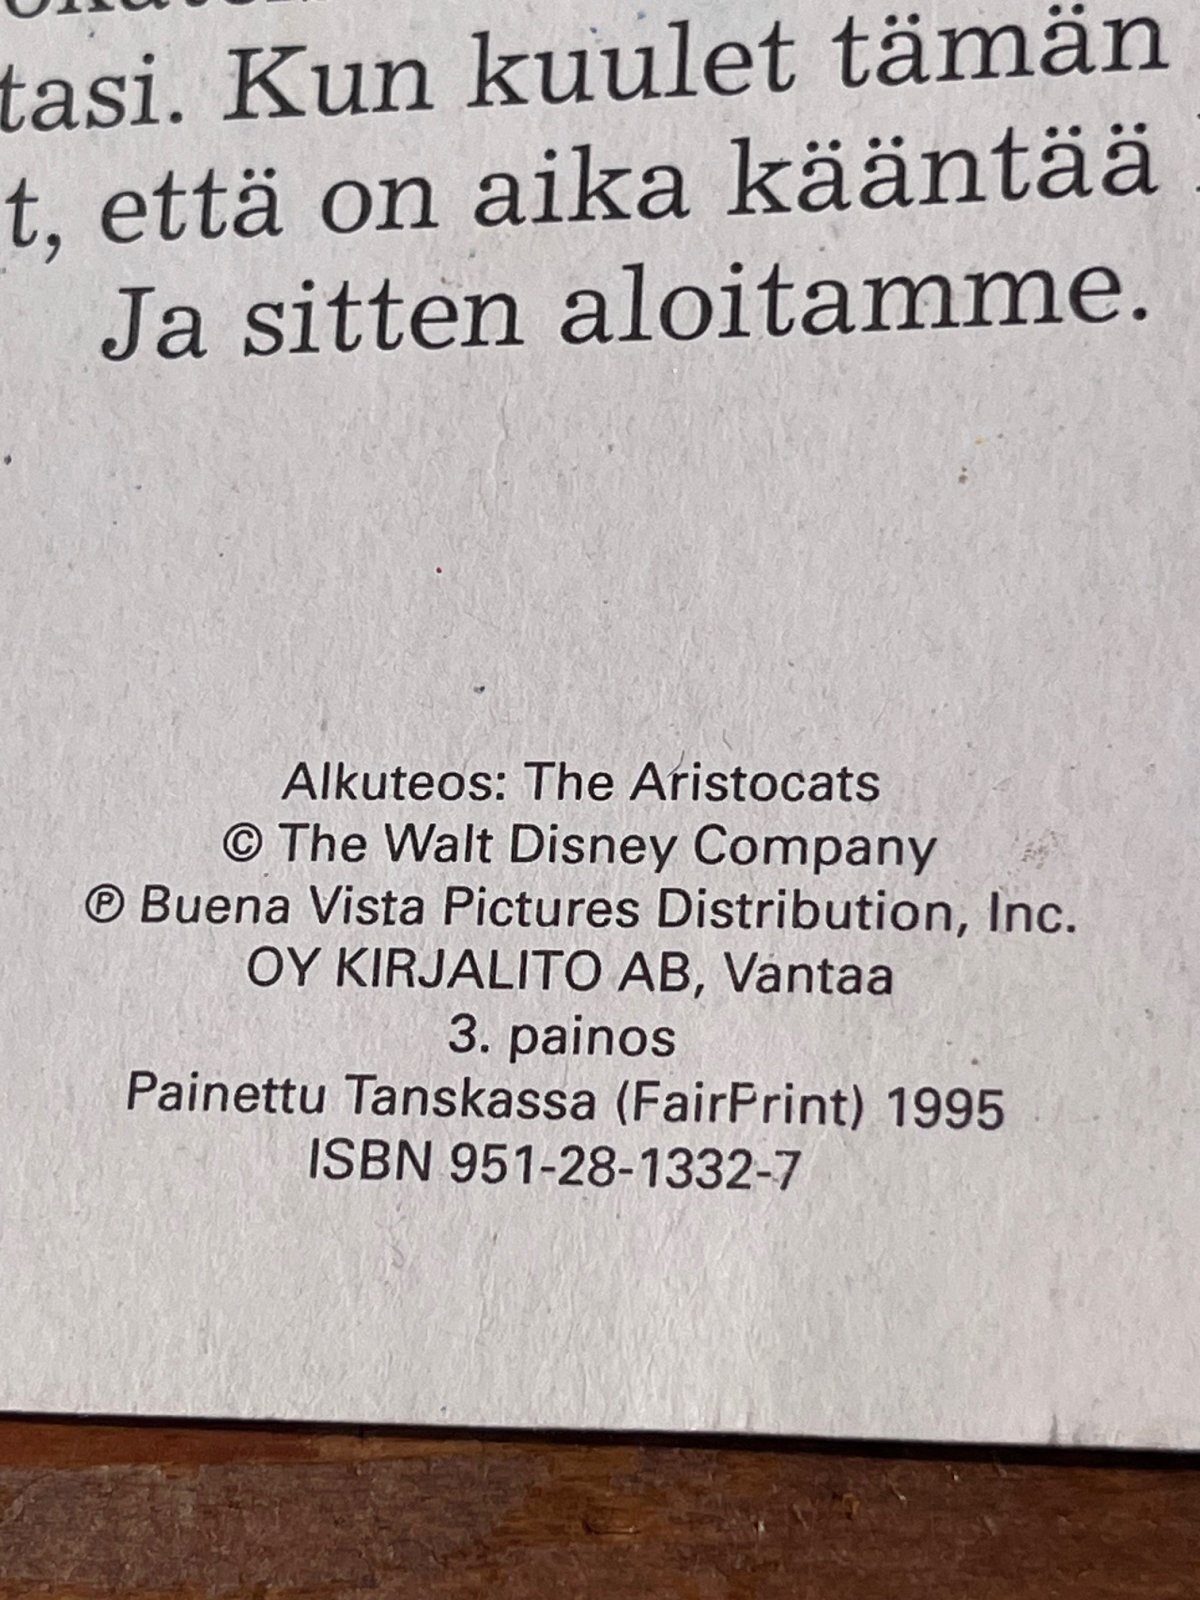 tasi. Kun kuulet tämän
t, että on aika kääntää
Ja sitten aloitamme.
Alkuteos: The Aristocats
© The Walt Disney Company
℗ Buena Vista Pictures Distribution, Inc.
OY KIRJALITO AB, Vantaa
3. painos
Painettu Tanskassa (FairPrint) 1995
ISBN 951-28-1332-7